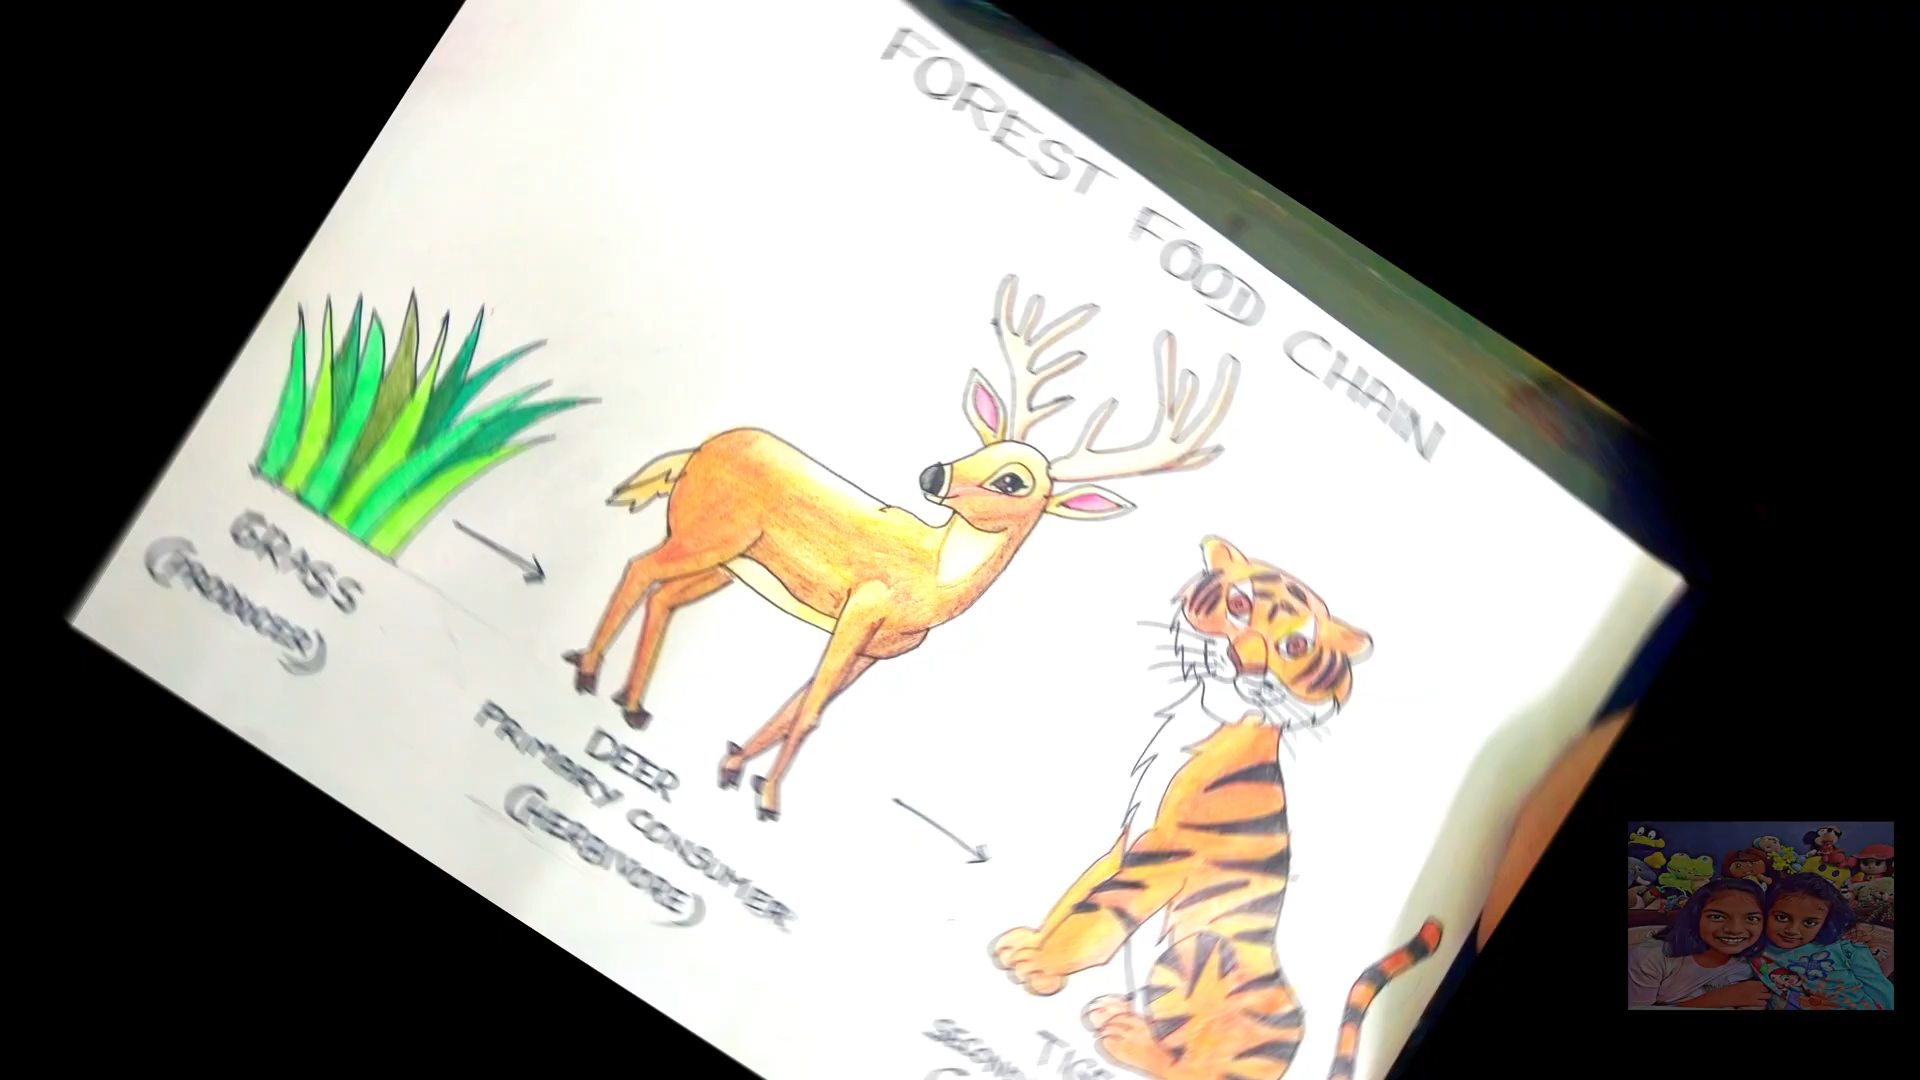 FOREST FOOD CHAIN
GRASS
(PRODUCER)
DEER
PRIMARY CONSUMER
(HERBIVORE)